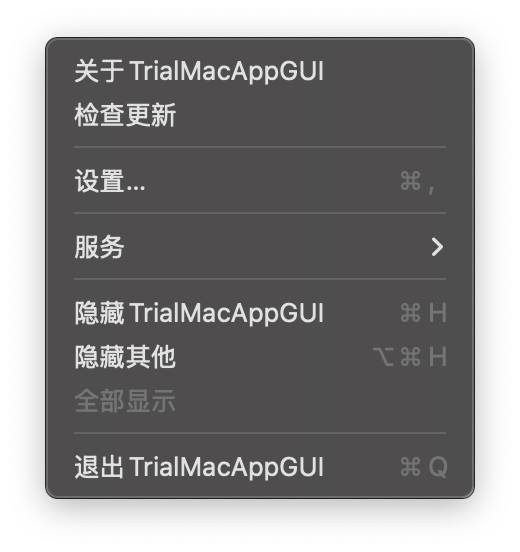 关于 TrialMacAppGUI
检查更新
设置... ⌘ ,
服务
隐藏 TrialMacAppGUI ⌘ H
隐藏其他 ⌥ ⌘ H
全部显示
退出 TrialMacAppGUI ⌘ Q